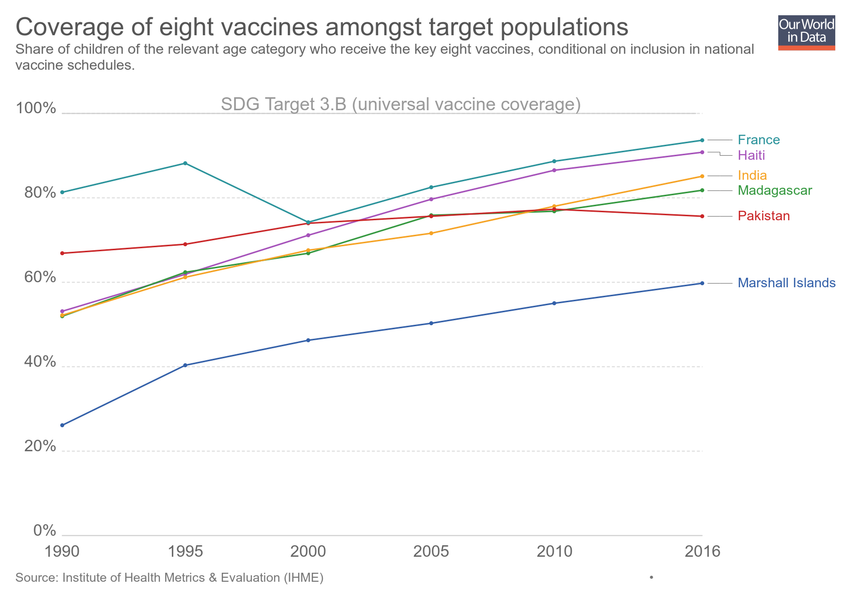 Coverage of eight vaccines amongst target populations
Our World
in Data
Share of children of the relevant age category who receive the key eight vaccines, conditional on inclusion in national
vaccine schedules.
SDG Target 3.B (universal vaccine coverage)
100%
80%
60%
40%
20%
0%
France
Haiti
India
Madagascar
Pakistan
Marshall Islands
1990
1995
2000
2005
2010
2016
Source: Institute of Health Metrics & Evaluation (IHME)
•